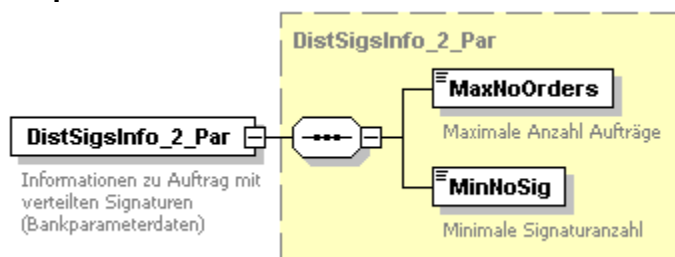 DistSigsInfo_2_Par
MaxNoOrders
Maximale Anzahl Aufträge
DistSigsInfo_2_Par
Informationen zu Auftrag mit
verteilten Signaturen
(Bankparameterdaten)
MinNoSig
Minimale Signaturanzahl